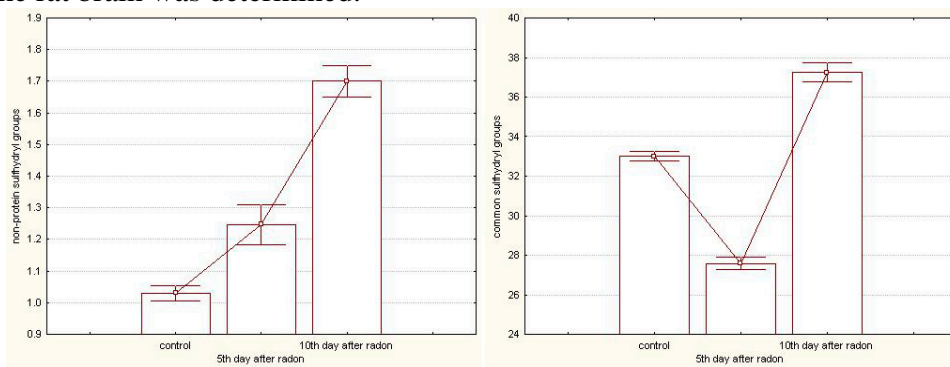 the rat brain was determined.
1.9
1.8
1.7
1.6
1.5
1.4
1.3
1.2
1.1
1.0
0.9
non-protein sulfhydryl groups
control
10th day after radon
5th day after radon
40
38
36
34
32
30
28
26
24
common sulfhydryl groups
control
10th day after radon
5th day after radon